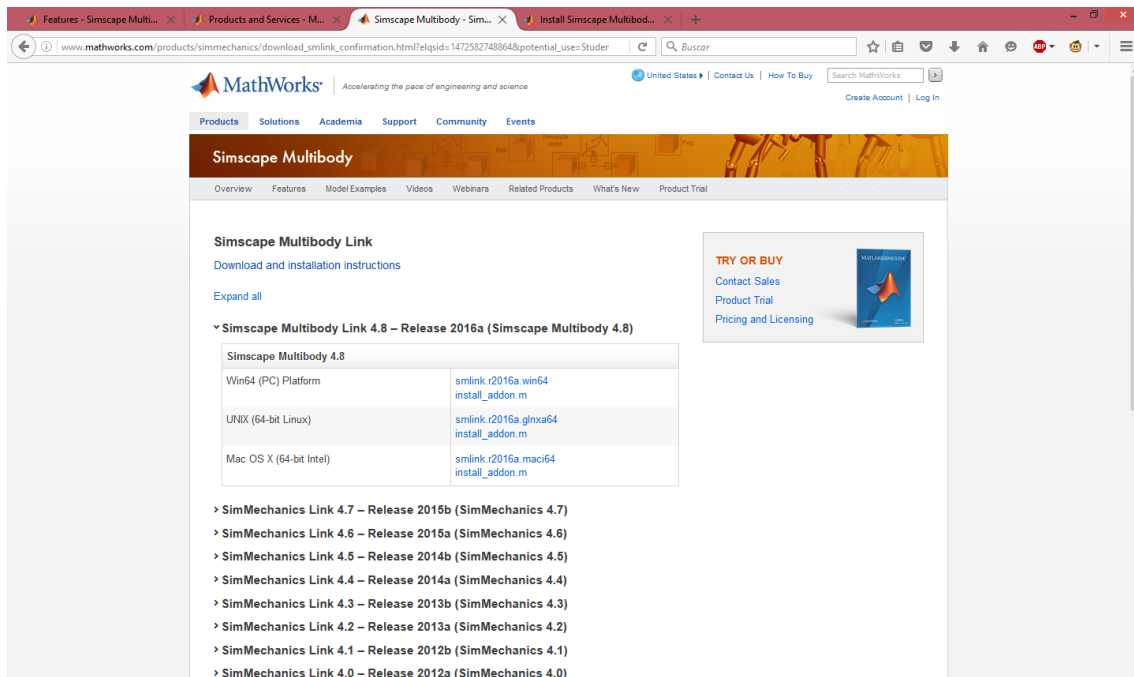 Features - Simscape Multi...
Products and Services - M...
Simscape Multibody - Sim...
Install Simscape Multibod...
www.mathworks.com/products/simmechanics/download_smlink_confirmation.html?elqsid=1472582748864&potential_use=Studer
Buscar
ABP
MathWorks®
Accelerating the pace of engineering and science
United States
Contact Us
How To Buy
Search MathWorks
Create Account | Log In
Products
Solutions
Academia
Support
Community
Events
Simscape Multibody
Overview
Features
Model Examples
Videos
Webinars
Related Products
What's New
Product Trial
Simscape Multibody Link
Download and installation instructions
Expand all
Simscape Multibody Link 4.8 – Release 2016a (Simscape Multibody 4.8)
Simscape Multibody 4.8
Win64 (PC) Platform
smlink.r2016a.win64
install_addon.m
UNIX (64-bit Linux)
smlink.r2016a.glnxa64
install_addon.m
Mac OS X (64-bit Intel)
smlink.r2016a.maci64
install_addon.m
SimMechanics Link 4.7 – Release 2015b (SimMechanics 4.7)
SimMechanics Link 4.6 – Release 2015a (SimMechanics 4.6)
SimMechanics Link 4.5 – Release 2014b (SimMechanics 4.5)
SimMechanics Link 4.4 – Release 2014a (SimMechanics 4.4)
SimMechanics Link 4.3 – Release 2013b (SimMechanics 4.3)
SimMechanics Link 4.2 – Release 2013a (SimMechanics 4.2)
SimMechanics Link 4.1 – Release 2012b (SimMechanics 4.1)
SimMechanics Link 4.0 – Release 2012a (SimMechanics 4.0)
TRY OR BUY
Contact Sales
Product Trial
Pricing and Licensing
MATLAB&SIMULINK